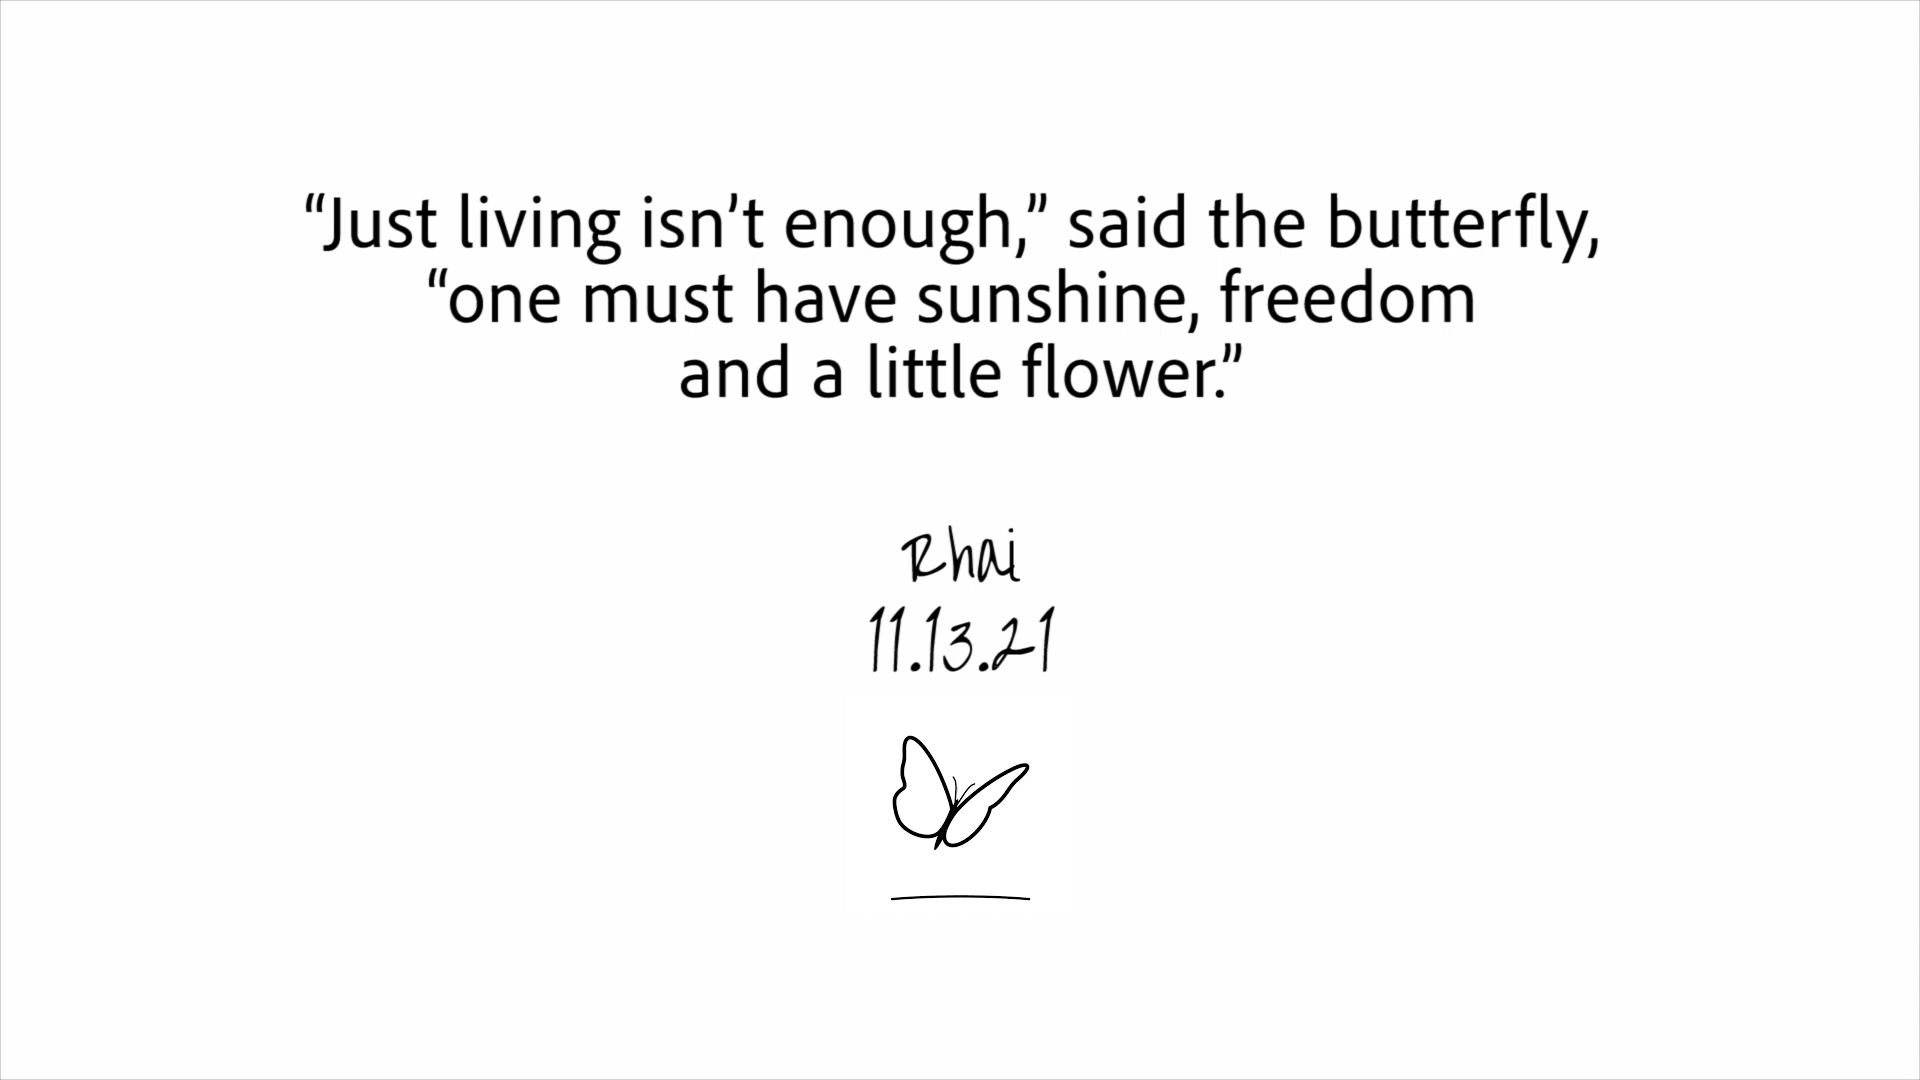 “Just living isn’t enough,” said the butterfly,
“one must have sunshine, freedom
and a little flower.”
Rhai
11.13.21